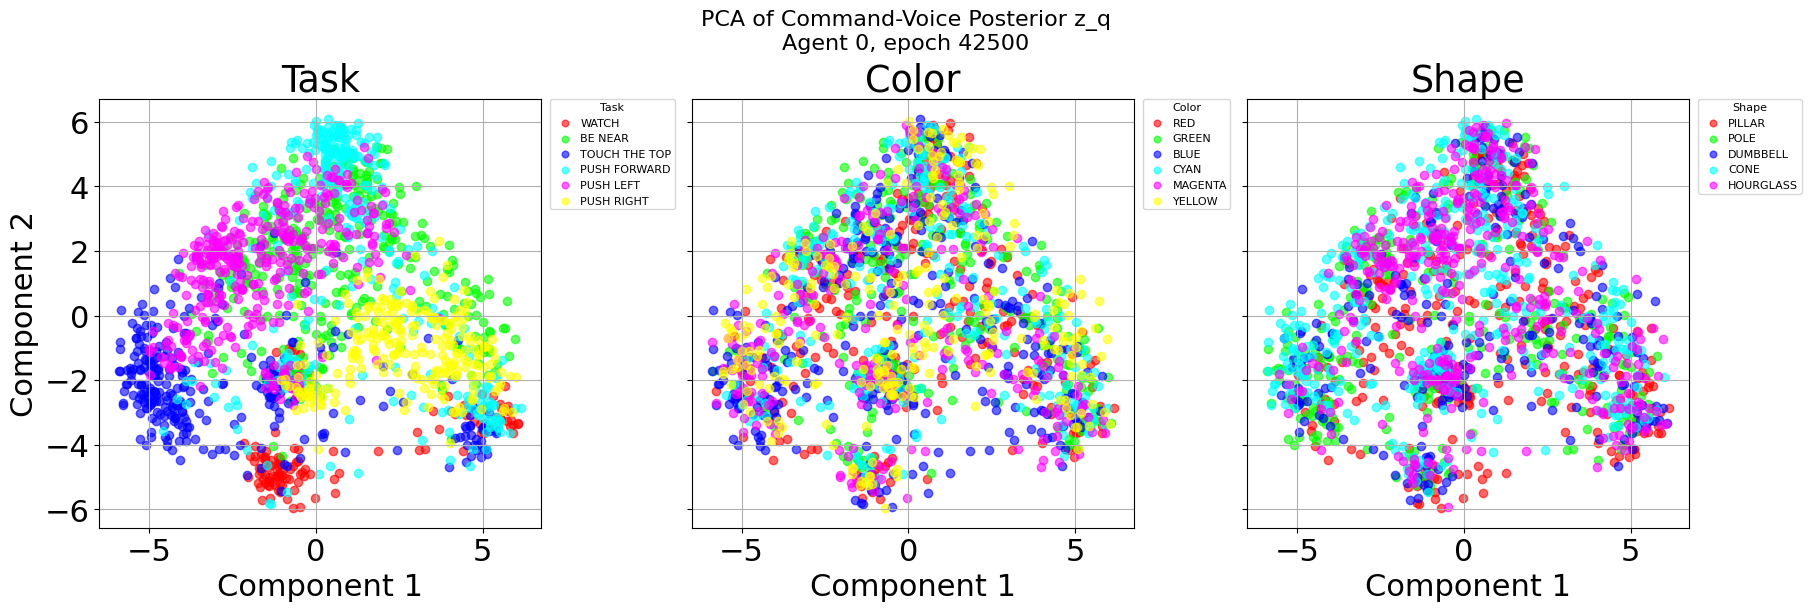 PCA of Command-Voice Posterior z_q
Agent 0, epoch 42500
Task
Color
Shape
Component 2
6
4
2
0
−2
−4
−6
−5 0 5
−5 0 5
−5 0 5
Component 1
Component 1
Component 1
Task
WATCH
BE NEAR
TOUCH THE TOP
PUSH FORWARD
PUSH LEFT
PUSH RIGHT
Color
RED
GREEN
BLUE
CYAN
MAGENTA
YELLOW
Shape
PILLAR
POLE
DUMBBELL
CONE
HOURGLASS